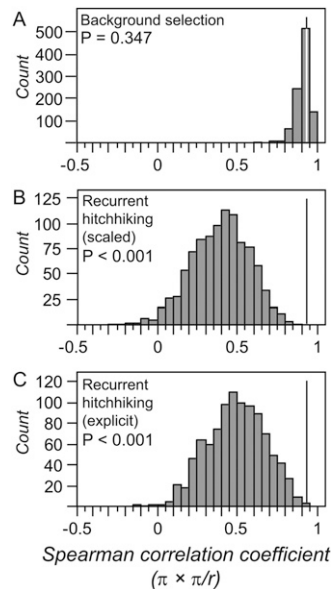 A
Background selection
P = 0.347
Count
500
400
300
200
100
-0.5 0 0.5 1
B
Recurrent
hitchhiking
(scaled)
P < 0.001
Count
125
100
75
50
25
-0.5 0 0.5 1
C
Recurrent
hitchhiking
(explicit)
P < 0.001
Count
120
100
80
60
40
20
-0.5 0 0.5 1
Spearman correlation coefficient
(π × π/r)